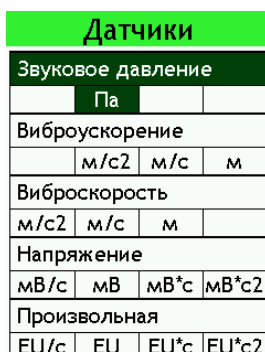 Датчики
Звуковое давление
Па
Виброускорение
м/с2 м/с м
Виброскорость
м/с2 м/с м
Напряжение
мВ/с мВ мВ*с мВ*с2
Произвольная
EU/с EU EU*с EU*с2